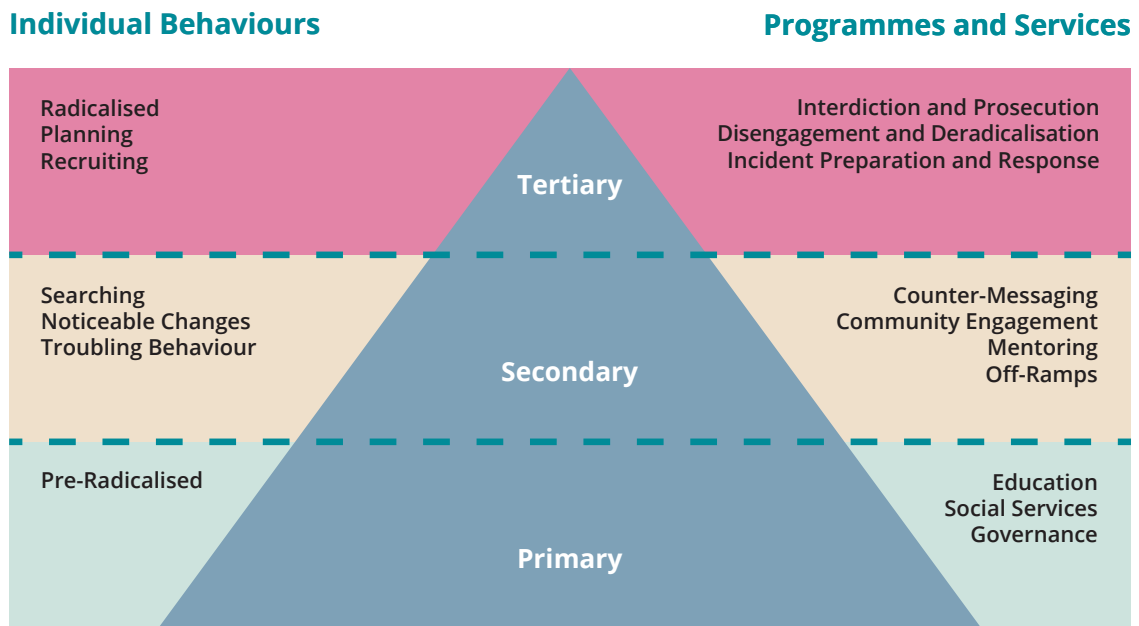 Individual Behaviours
Programmes and Services
Radicalised
Planning
Recruiting
Interdiction and Prosecution
Disengagement and Deradicalisation
Incident Preparation and Response
Tertiary
Searching
Noticeable Changes
Troubling Behaviour
Counter-Messaging
Community Engagement
Mentoring
Off-Ramps
Secondary
Pre-Radicalised
Education
Social Services
Governance
Primary